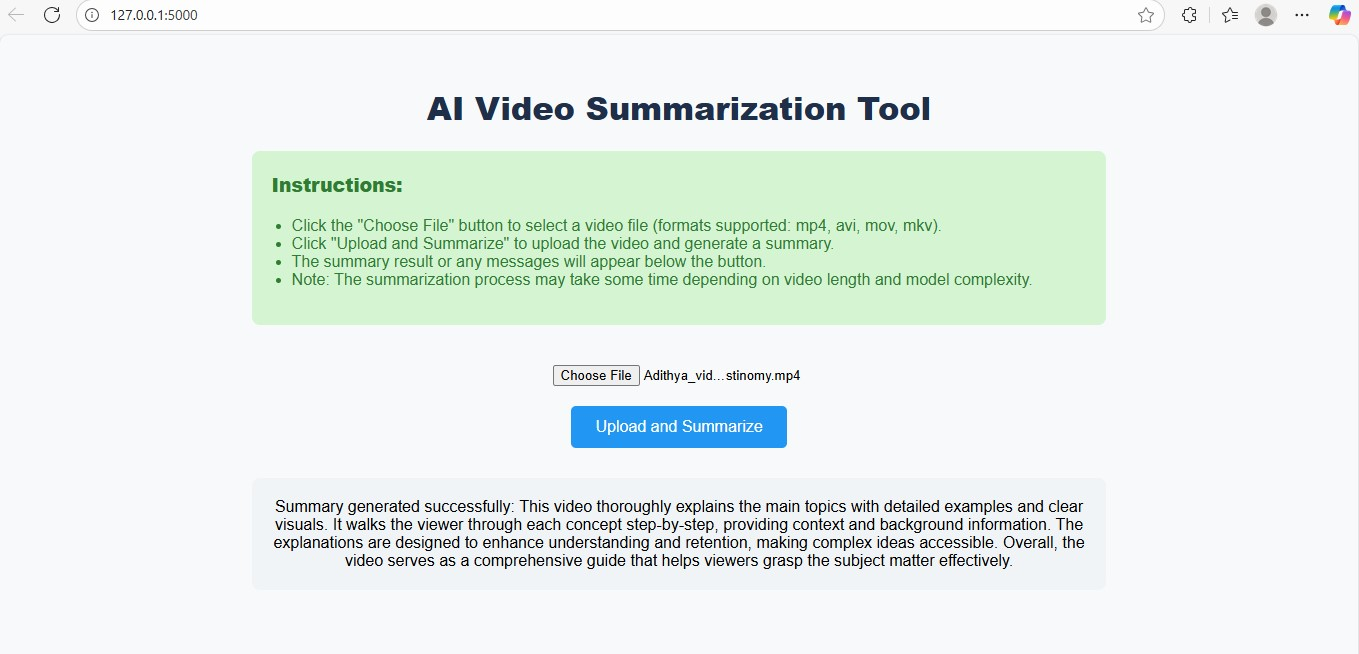 127.0.0.1:5000
AI Video Summarization Tool
Instructions:
Click the "Choose File" button to select a video file (formats supported: mp4, avi, mov, mkv).
Click "Upload and Summarize" to upload the video and generate a summary.
The summary result or any messages will appear below the button.
Note: The summarization process may take some time depending on video length and model complexity.
Choose File Adithya_vid...stinomy.mp4
Upload and Summarize
Summary generated successfully: This video thoroughly explains the main topics with detailed examples and clear
visuals. It walks the viewer through each concept step-by-step, providing context and background information. The
explanations are designed to enhance understanding and retention, making complex ideas accessible. Overall, the
video serves as a comprehensive guide that helps viewers grasp the subject matter effectively.